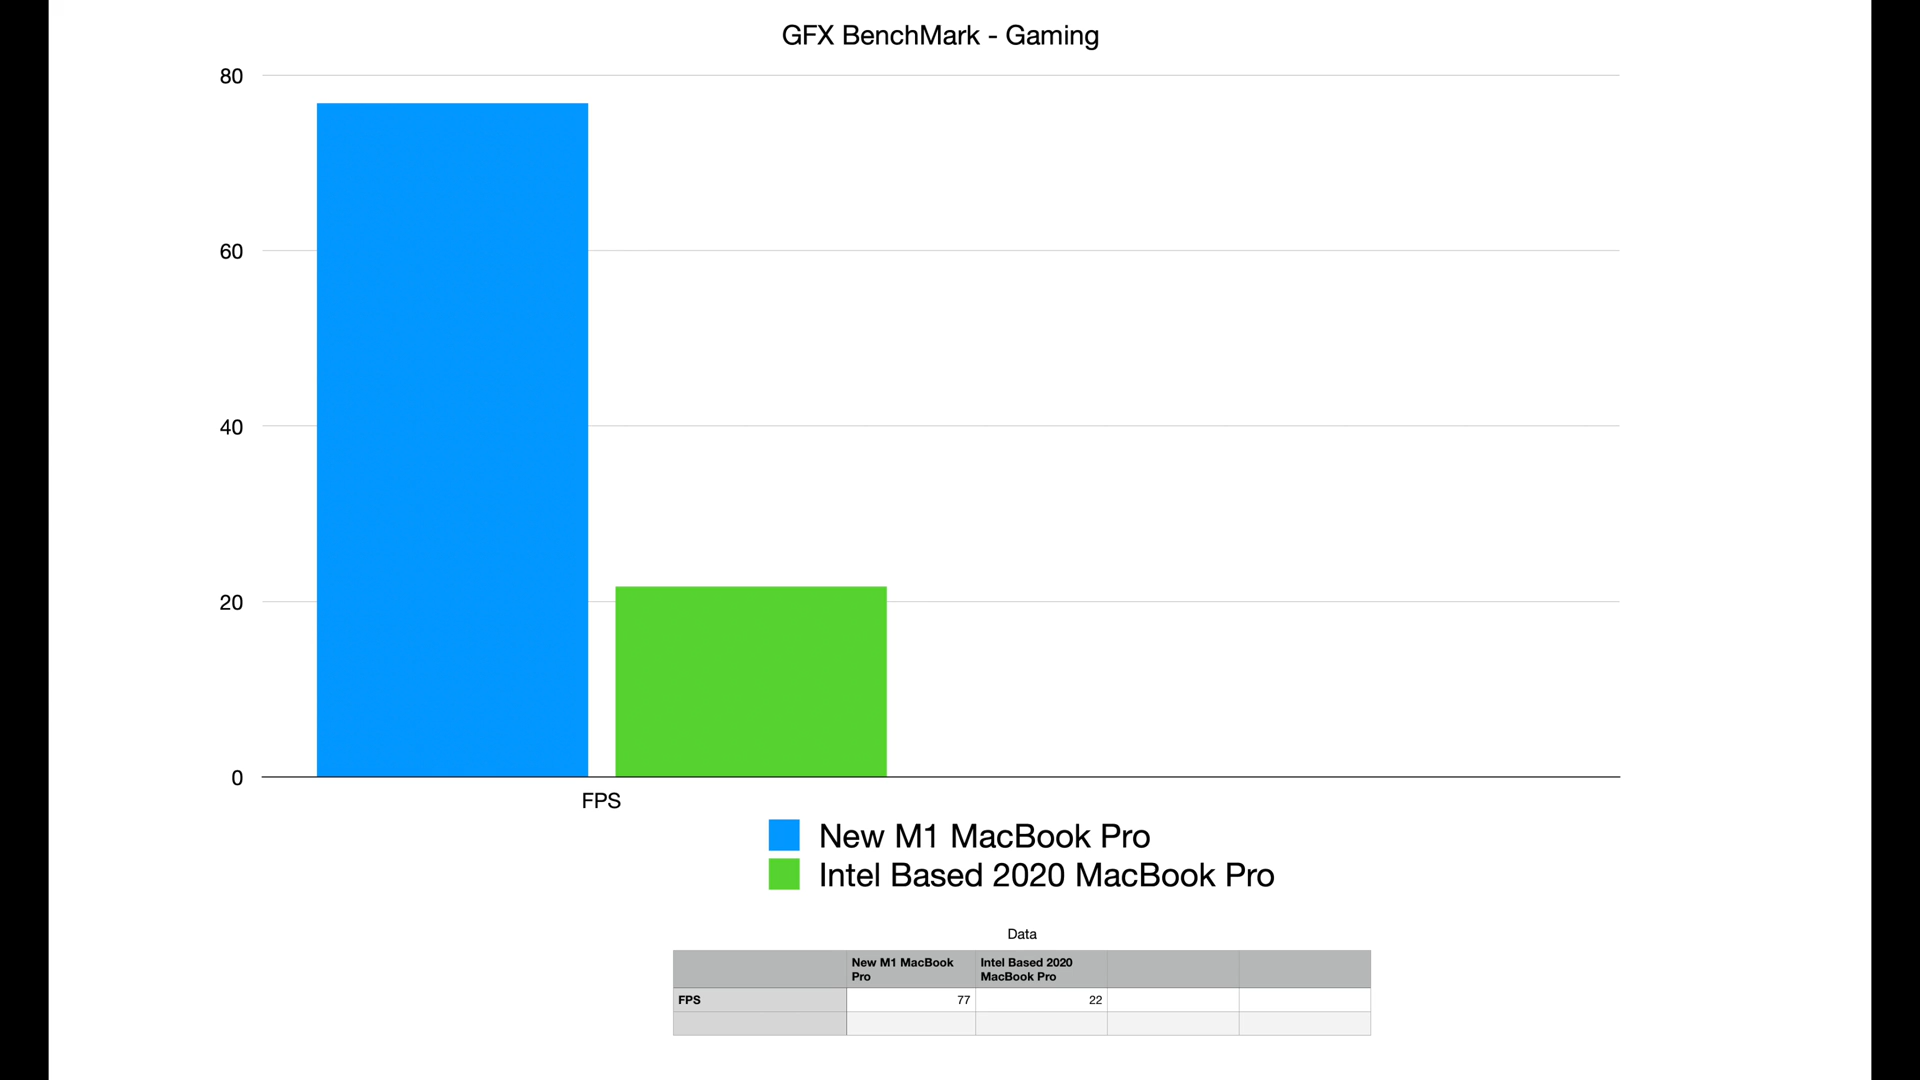 GFX BenchMark - Gaming
80
60
40
20
0
FPS
New M1 MacBook Pro
Intel Based 2020 MacBook Pro
Data
New M1 MacBook Pro
Intel Based 2020 MacBook Pro
FPS 77 22